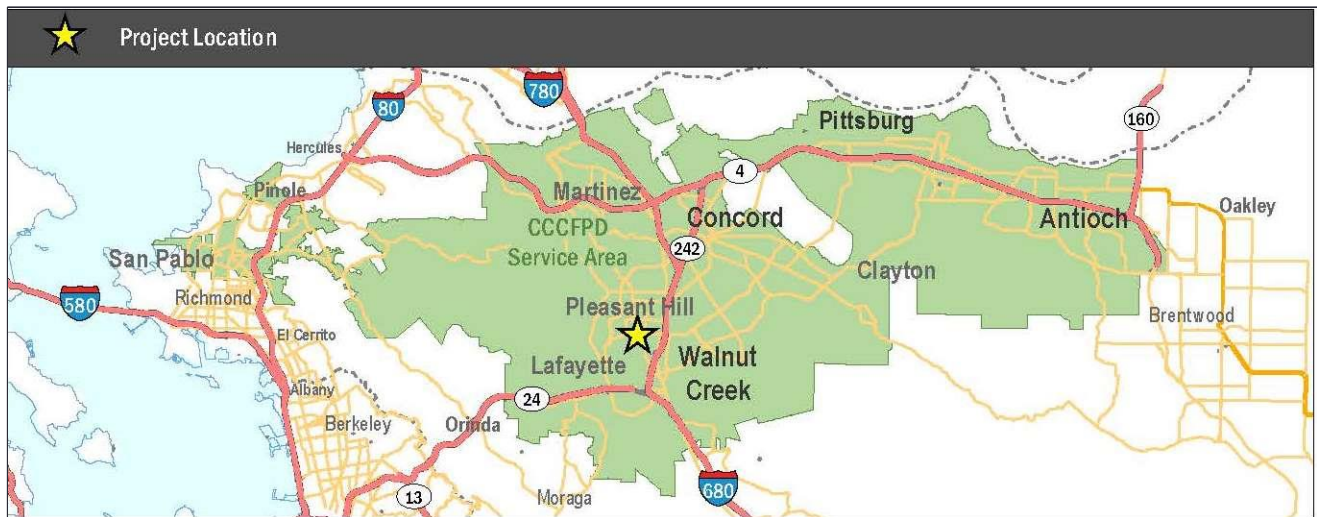 Project Location
780
80
160
Pittsburg
Hercules
4
Martinez
Pinole
Concord
Antioch
Oakley
CCCFPD
Service Area
242
San Pablo
Clayton
Richmond
580
Pleasant Hill
Brentwood
El Cerrito
Lafayette
Walnut
Creek
Albany
24
Berkeley
Orinda
680
Moraga
13